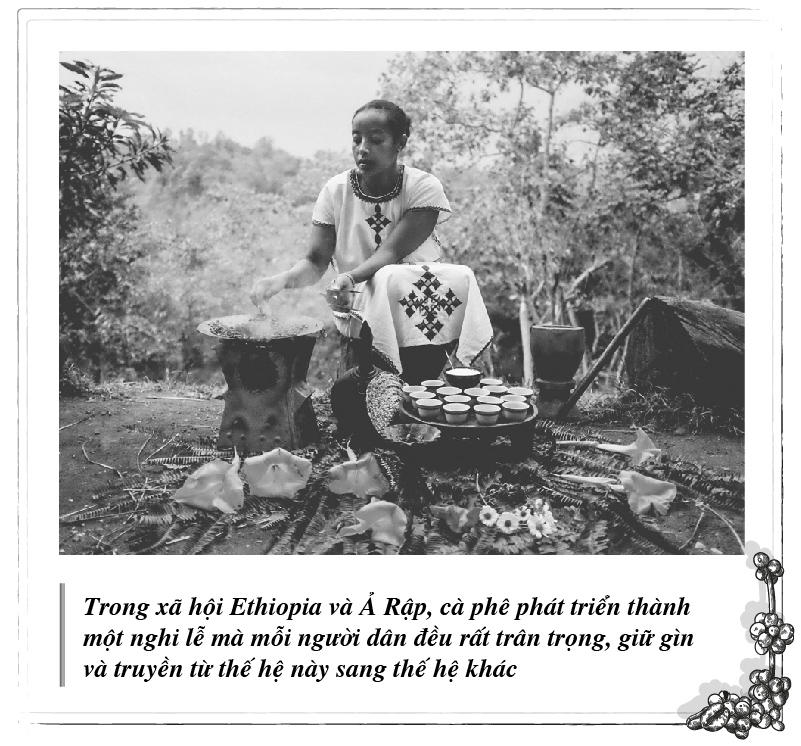 Trong xã hội Ethiopia và Ả Rập, cà phê phát triển thành
một nghi lễ mà mỗi người dân đều rất trân trọng, giữ gìn
và truyền từ thế hệ này sang thế hệ khác